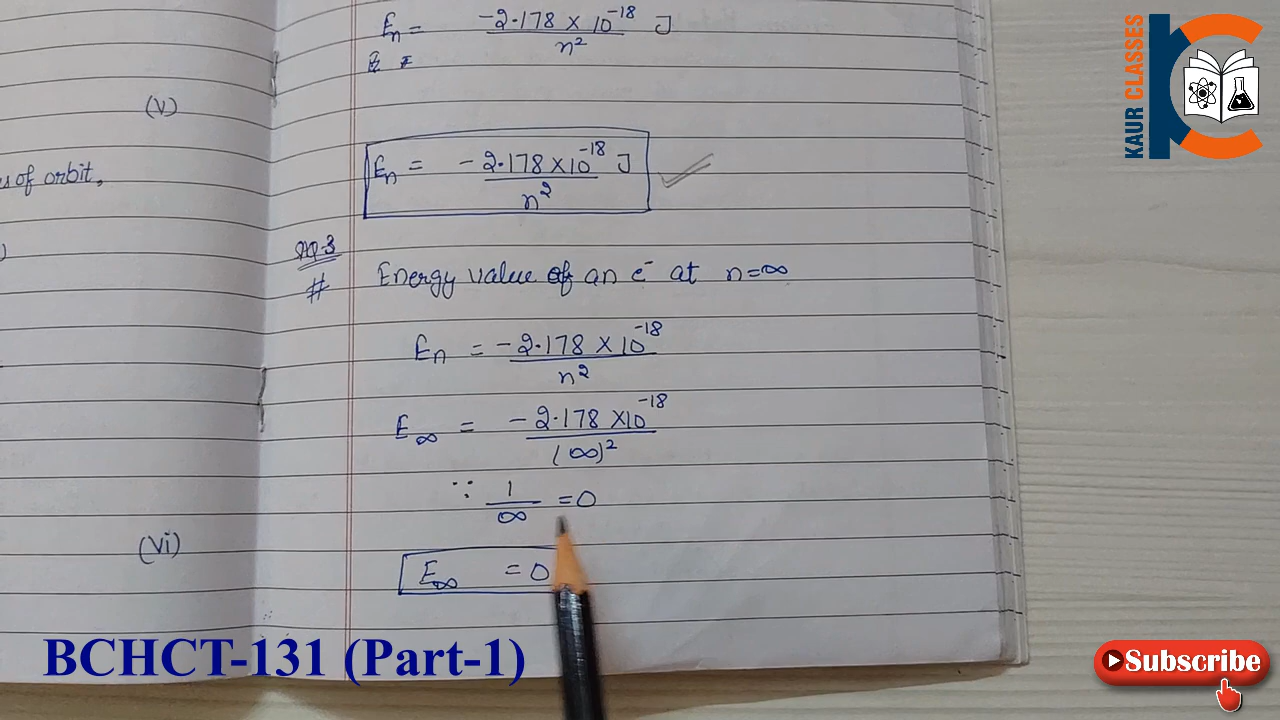 En = -2.178 × 10⁻¹⁸ / n² J
(v)
En = -2.178 × 10⁻¹⁸ / n² J
of orbit,
# Energy value of an e⁻ at n=∞
En = -2.178 × 10⁻¹⁸ / n²
E∞ = -2.178 × 10⁻¹⁸ / (∞)²
∵ 1/∞ = 0
(vi)
E∞ = 0
KAUR CLASSES
BCHCT-131 (Part-1)
Subscribe